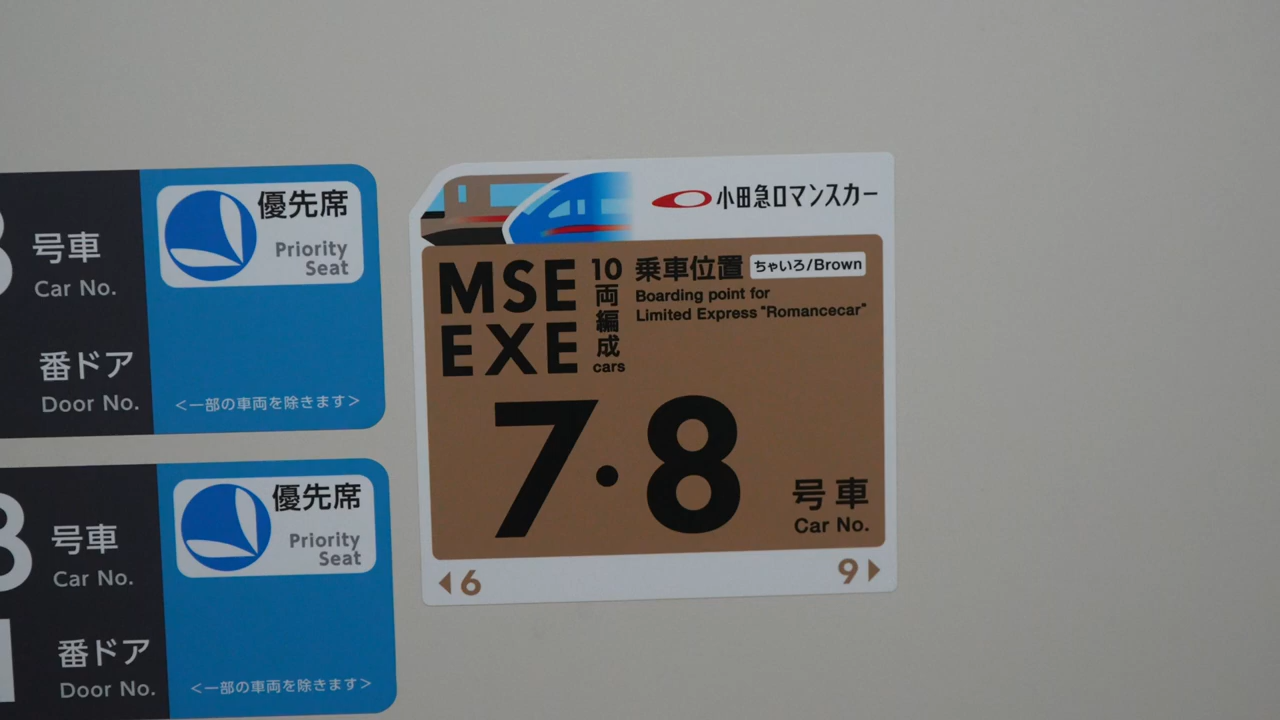 号車
Car No.
番ドア
Door No.
優先席
Priority
Seat
<一部の車両を除きます>
8
号車
Car No.
番ドア
Door No.
優先席
Priority
Seat
<一部の車両を除きます>
小田急ロマンスカー
MSE
EXE
10両編成
cars
乗車位置
ちゃいろ/Brown
Boarding point for
Limited Express "Romancecar"
7・8
号車
Car No.
6
9